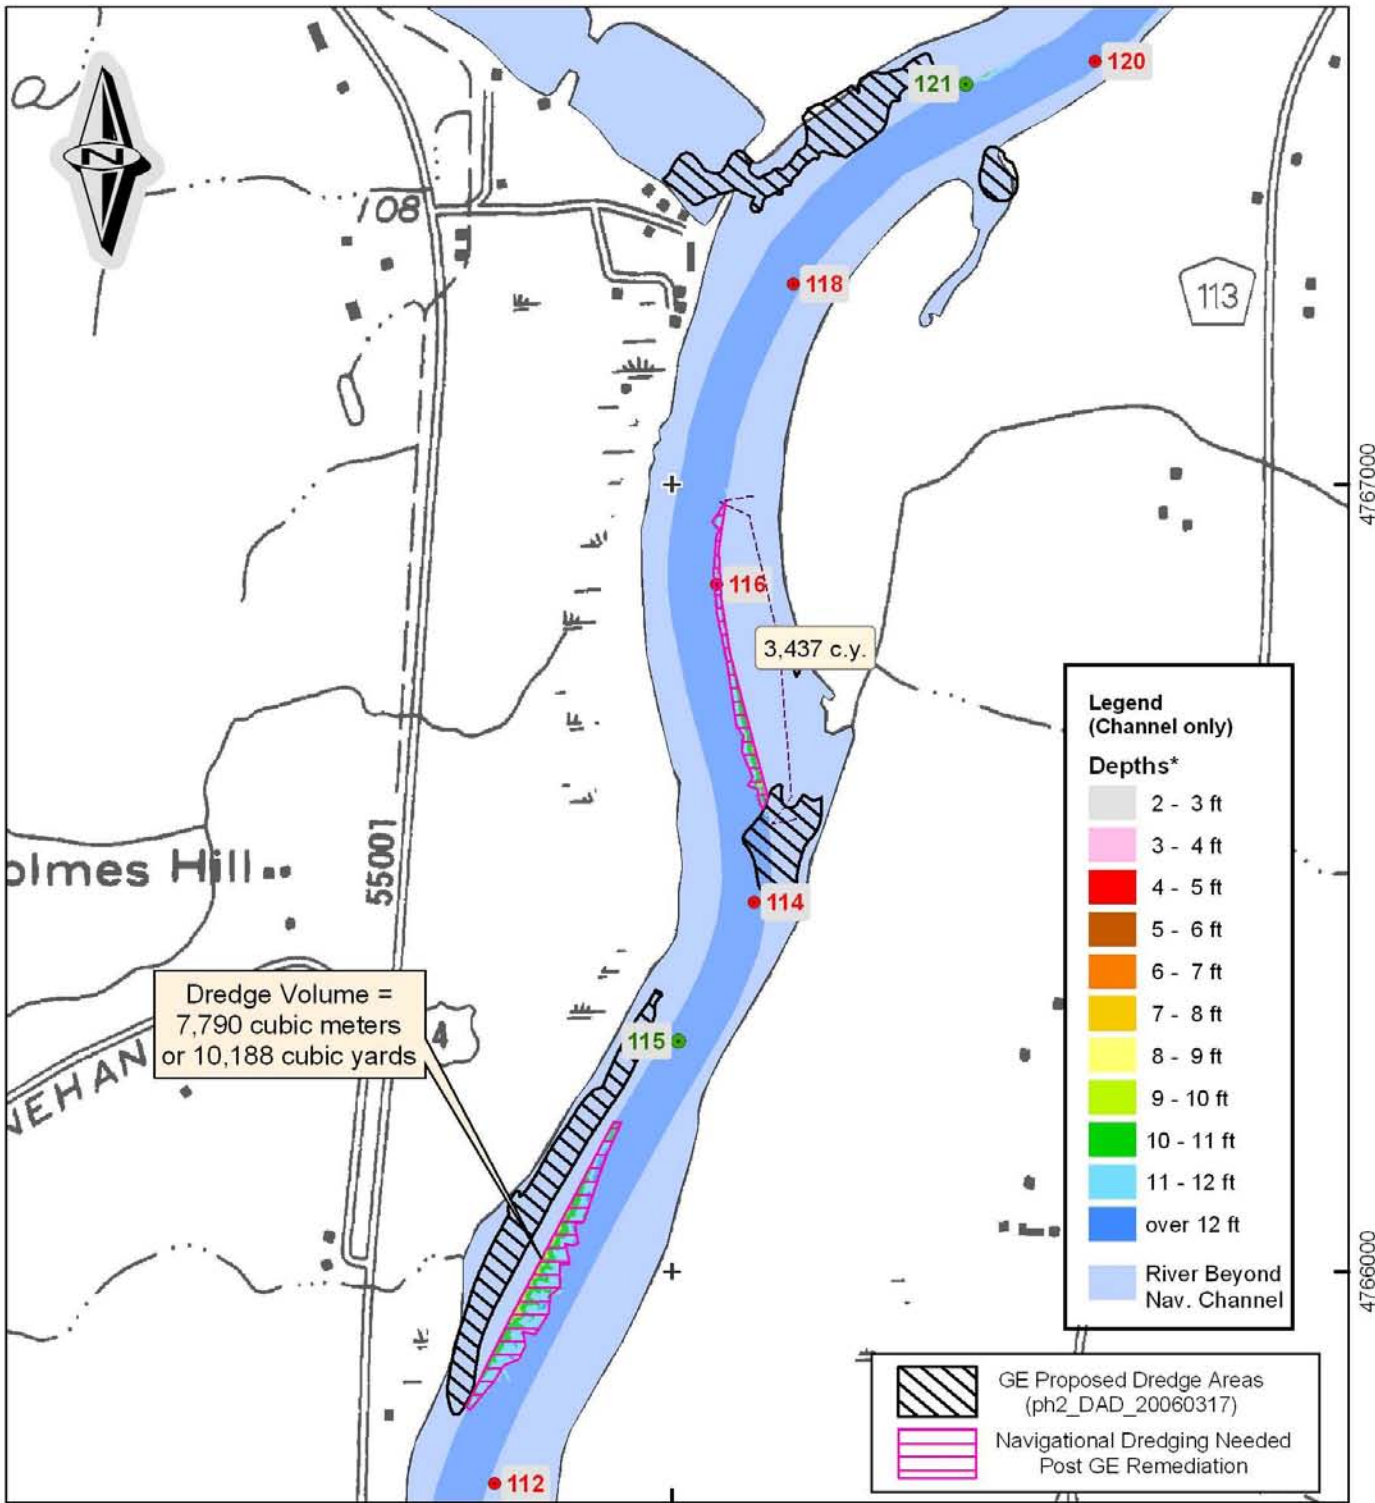 N
120
121
108
118
113
4767000
116
3,437 c.y.
Legend
(Channel only)
Depths*
2 - 3 ft
3 - 4 ft
4 - 5 ft
5 - 6 ft
6 - 7 ft
7 - 8 ft
8 - 9 ft
9 - 10 ft
10 - 11 ft
11 - 12 ft
over 12 ft
River Beyond
Nav. Channel
olmes Hill
55001
114
Dredge Volume =
7,790 cubic meters
or 10,188 cubic yards
4
NEHAN
115
4766000
GE Proposed Dredge Areas
(ph2_DAD_20060317)
Navigational Dredging Needed
Post GE Remediation
112